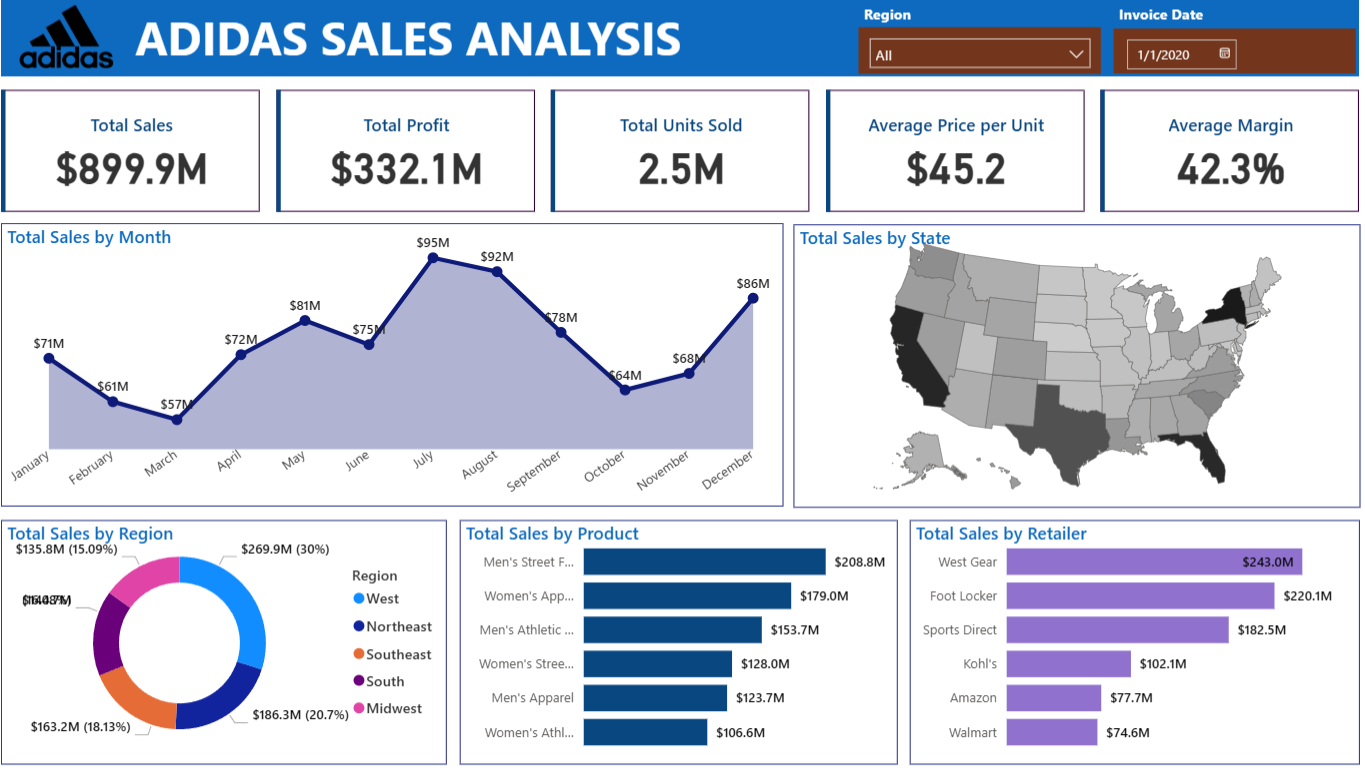 adidas
ADIDAS SALES ANALYSIS
Region
All
Invoice Date
1/1/2020
Total Sales
$899.9M
Total Profit
$332.1M
Total Units Sold
2.5M
Average Price per Unit
$45.2
Average Margin
42.3%
Total Sales by Month
$71M
$61M
$57M
$72M
$81M
$75M
$95M
$92M
$78M
$64M
$68M
$86M
January
February
March
April
May
June
July
August
September
October
November
December
Total Sales by State
Total Sales by Region
$135.8M (15.09%)
$269.9M (30%)
$186.3M (20.7%)
$163.2M (18.13%)
Region
West
Northeast
Southeast
South
Midwest
Total Sales by Product
Men's Street F... $208.8M
Women's App... $179.0M
Men's Athletic ... $153.7M
Women's Stree... $128.0M
Men's Apparel $123.7M
Women's Athl... $106.6M
Total Sales by Retailer
West Gear $243.0M
Foot Locker $220.1M
Sports Direct $182.5M
Kohl's $102.1M
Amazon $77.7M
Walmart $74.6M